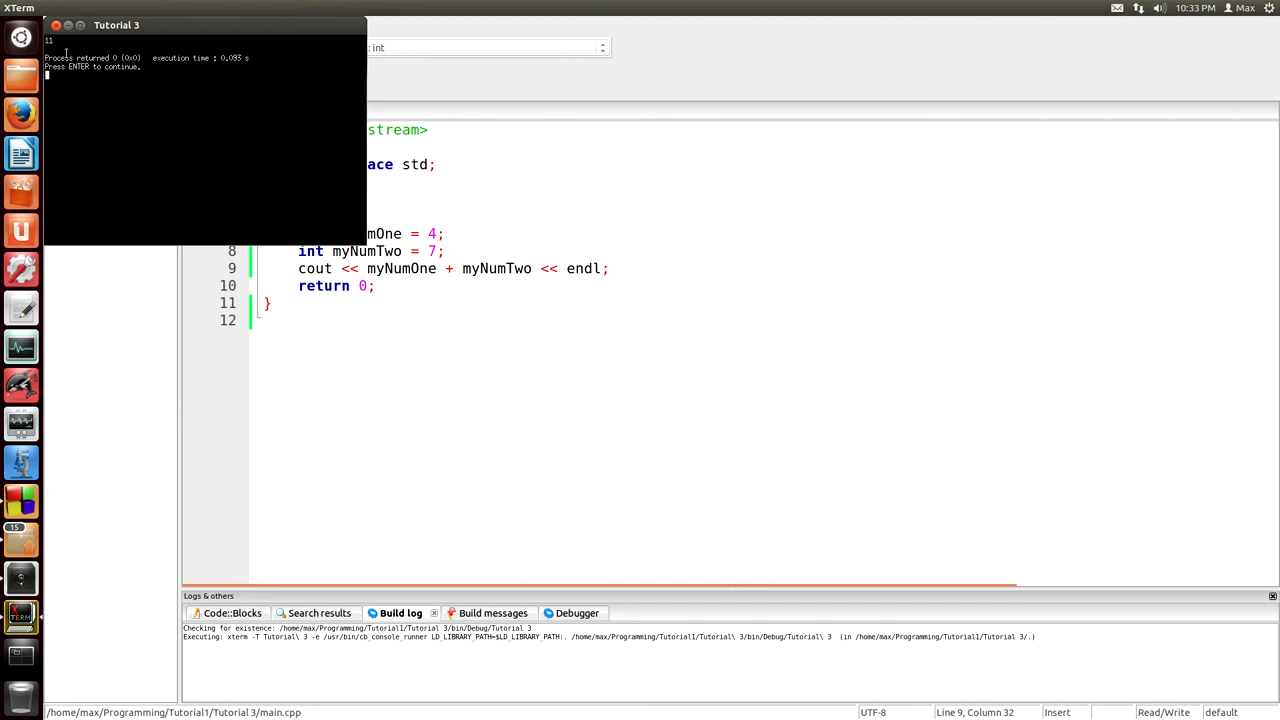 XTerm
10:33 PM
Max
Tutorial 3
11
Process returned 0 (0x0)   execution time : 0.093 s
Press ENTER to continue.
: int
stream>
ace std;
umOne = 4;
8 int myNumTwo = 7;
9 cout << myNumOne + myNumTwo << endl;
10 return 0;
11 }
12
15
Logs & others
Code::Blocks
Search results
Build log
Build messages
Debugger
Checking for existence: /home/max/Programming/Tutorial1/Tutorial 3/bin/Debug/Tutorial 3
Executing: xterm -T Tutorial\ 3 -e /usr/bin/cb_console_runner LD_LIBRARY_PATH=$LD_LIBRARY_PATH:. /home/max/Programming/Tutorial1/Tutorial\ 3/bin/Debug/Tutorial\ 3  (in /home/max/Programming/Tutorial1/Tutorial 3/.)
/home/max/Programming/Tutorial1/Tutorial 3/main.cpp
UTF-8
Line 9, Column 32
Insert
Read/Write
default